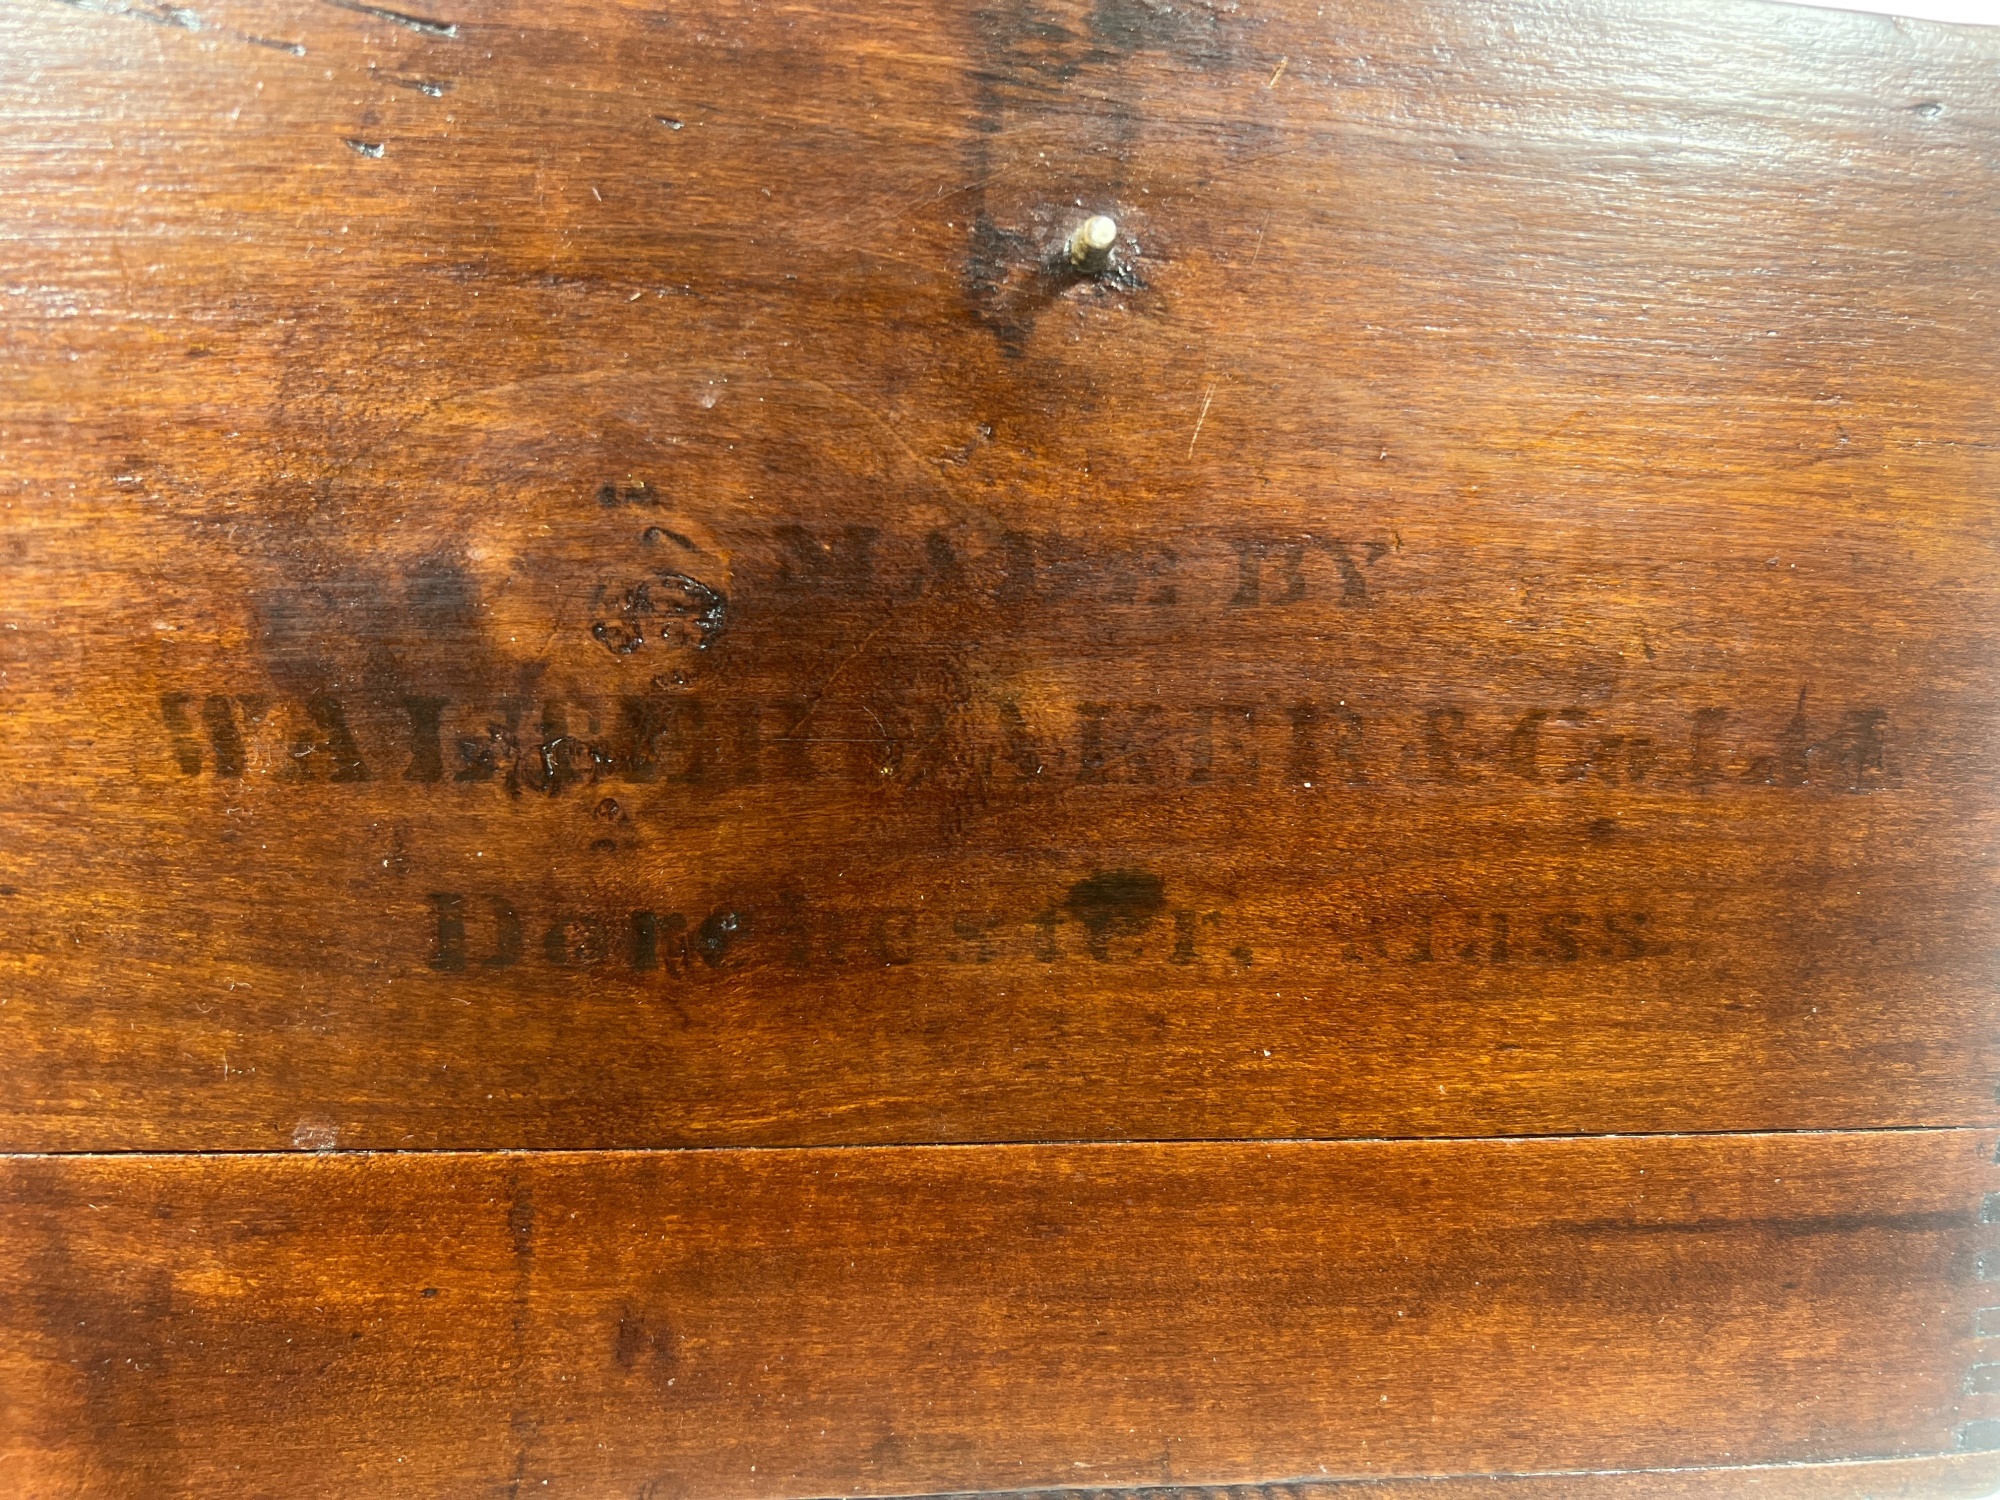 MADE BY
WALTER BAKER & Co. LTD
Dorchester, Mass